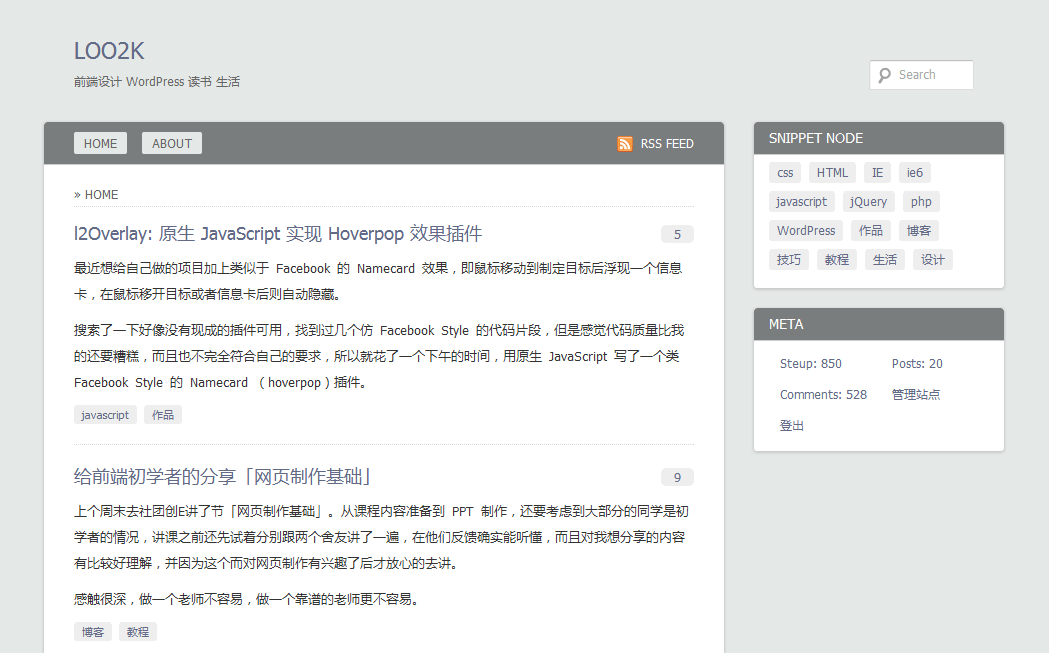 LOO2K
前端设计 WordPress 读书 生活
Search
HOME ABOUT RSS FEED
» HOME
l2Overlay: 原生 JavaScript 实现 Hoverpop 效果插件 5
最近想给自己做的项目加上类似于 Facebook 的 Namecard 效果，即鼠标移动到制定目标后浮现一个信息
卡，在鼠标移开目标或者信息卡后则自动隐藏。
搜索了一下好像没有现成的插件可用，找到过几个仿 Facebook Style 的代码片段，但是感觉代码质量比我
的还要糟糕，而且也不完全符合自己的要求，所以就花了一个下午的时间，用原生 JavaScript 写了一个类
Facebook Style 的 Namecard （hoverpop）插件。
javascript 作品
给前端初学者的分享「网页制作基础」 9
上个周末去社团创E讲了节「网页制作基础」。从课程内容准备到 PPT 制作，还要考虑到大部分的同学是初
学者的情况，讲课之前还先试着分别跟两个舍友讲了一遍，在他们反馈确实能听懂，而且对我想分享的内容
有比较好理解，并因为这个而对网页制作有兴趣了后才放心的去讲。
感触很深，做一个老师不容易，做一个靠谱的老师更不容易。
博客 教程
SNIPPET NODE
css HTML IE ie6
javascript jQuery php
WordPress 作品 博客
技巧 教程 生活 设计
META
Steup: 850 Posts: 20
Comments: 528 管理站点
登出